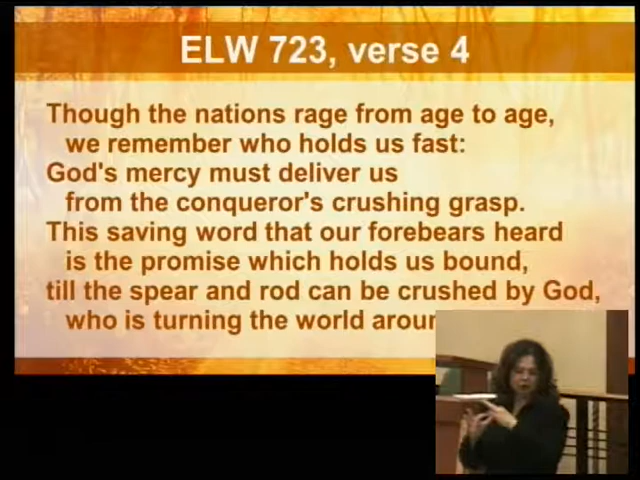 ELW 723, verse 4
Though the nations rage from age to age,
we remember who holds us fast:
God's mercy must deliver us
from the conqueror's crushing grasp.
This saving word that our forebears heard
is the promise which holds us bound,
till the spear and rod can be crushed by God,
who is turning the world